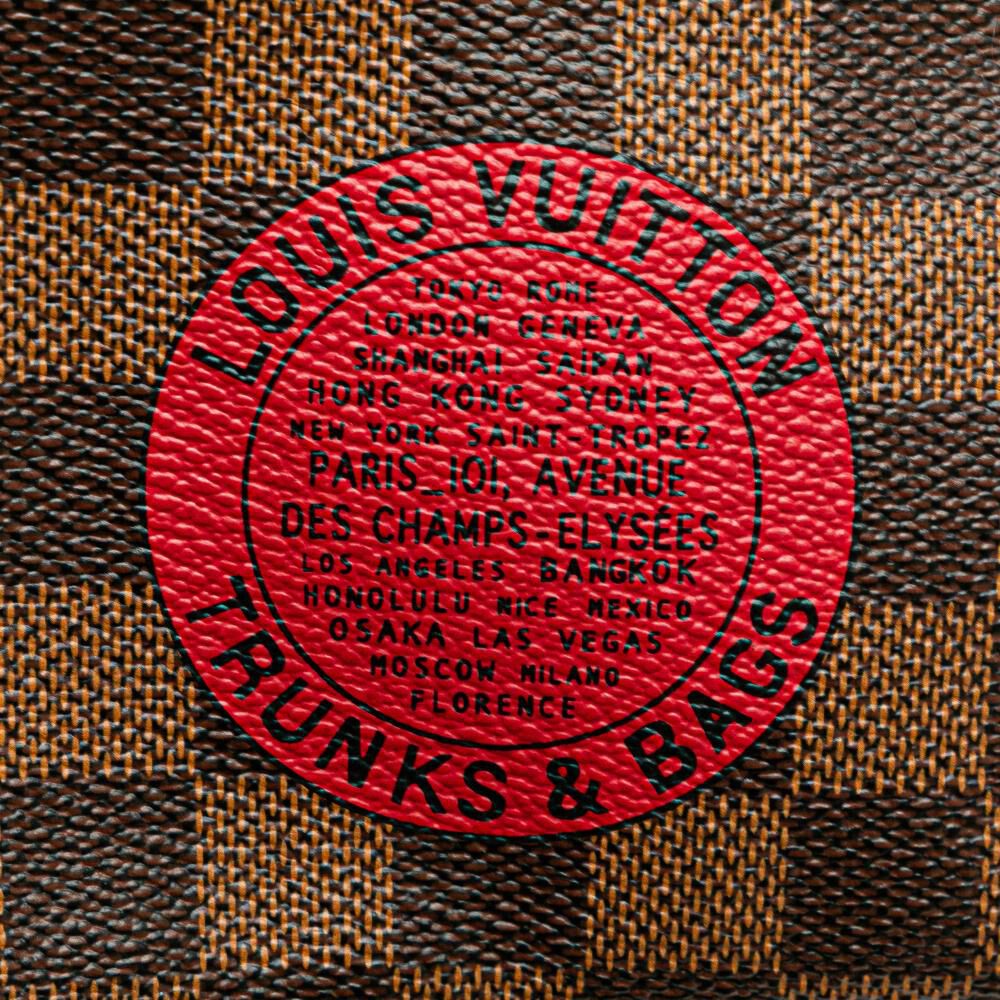 LOUIS VUITTON
TOKYO ROME
LONDON GENEVA
SHANGHAI SAIPAN
HONG KONG SYDNEY
NEW YORK SAINT-TROPEZ
PARIS_101, AVENUE
DES CHAMPS-ELYSÉES
LOS ANGELES BANGKOK
HONOLULU NICE MEXICO
OSAKA LAS VEGAS
MOSCOW MILANO
FLORENCE
TRUNKS & BAGS